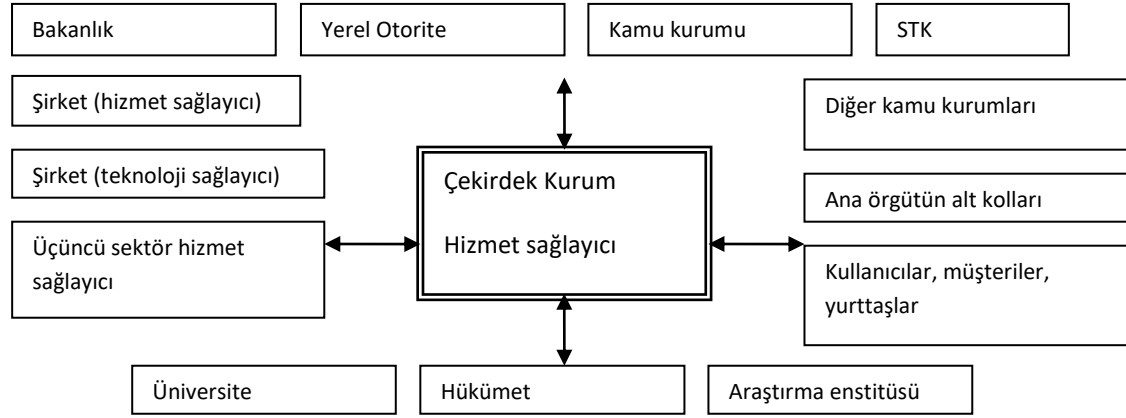 Bakanlık
Yerel Otorite
Kamu kurumu
STK
Şirket (hizmet sağlayıcı)
Şirket (teknoloji sağlayıcı)
Üçüncü sektör hizmet
sağlayıcı
Çekirdek Kurum
Hizmet sağlayıcı
Diğer kamu kurumları
Ana örgütün alt kolları
Kullanıcılar, müşteriler,
yurttaşlar
Üniversite
Hükümet
Araştırma enstitüsü